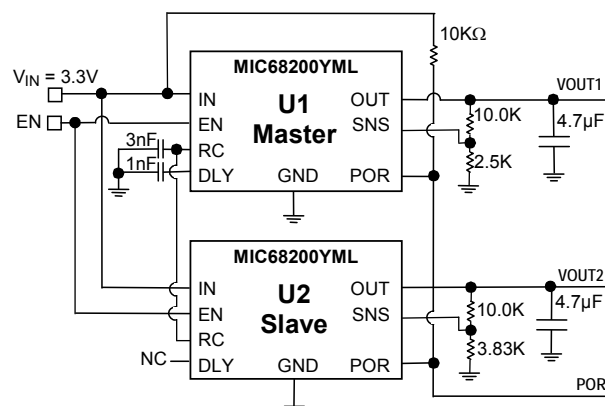 10KΩ
MIC68200YML
VIN = 3.3V
IN
OUT
VOUT1
U1
10.0K
EN
EN
SNS
4.7µF
Master
3nF
RC
1nF
DLY
GND
POR
2.5K
MIC68200YML
IN
OUT
VOUT2
U2
10.0K
EN
SNS
4.7µF
Slave
RC
3.83K
NC
DLY
GND
POR
POR